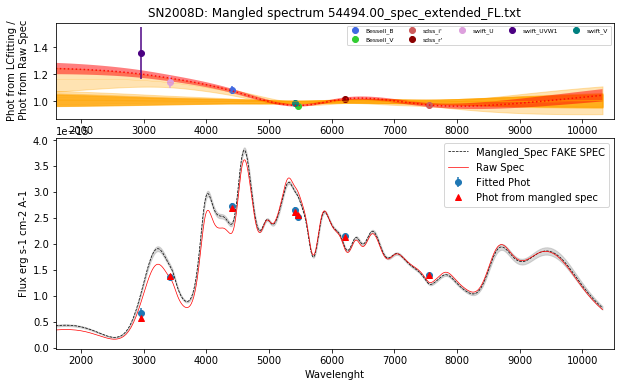 SN2008D: Mangled spectrum 54494.00_spec_extended_FL.txt
Phot from LCfitting /
Phot from Raw Spec
1.4
1.2
1.0
Bessell_B
Bessell_V
sdss_i'
sdss_r'
swift_U
swift_UVW1
swift_V
2000 3000 4000 5000 6000 7000 8000 9000 10000
Flux erg s-1 cm-2 A-1
4.0
3.5
3.0
2.5
2.0
1.5
1.0
0.5
0.0
Mangled_Spec FAKE SPEC
Raw Spec
Fitted Phot
Phot from mangled spec
2000 3000 4000 5000 6000 7000 8000 9000 10000
Wavelenght